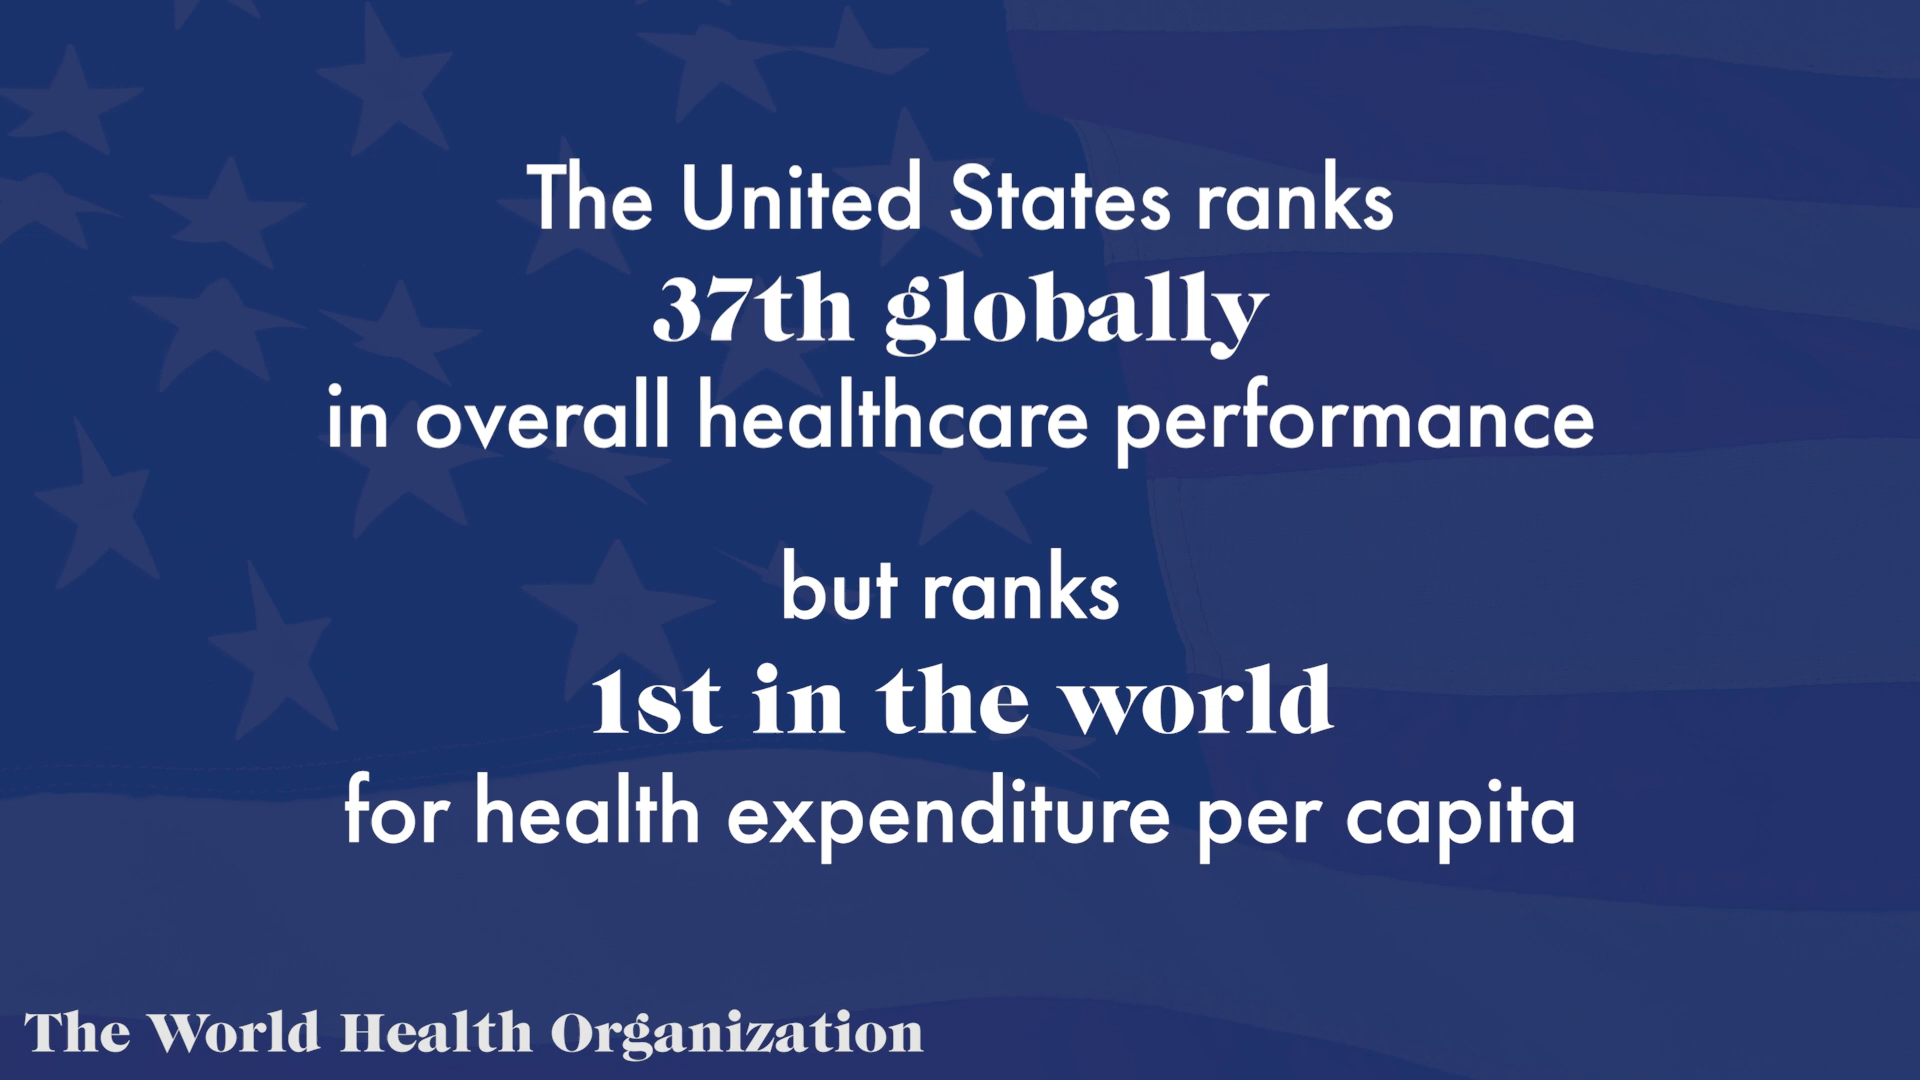 The United States ranks
37th globally
in overall healthcare performance
but ranks
1st in the world
for health expenditure per capita
The World Health Organization